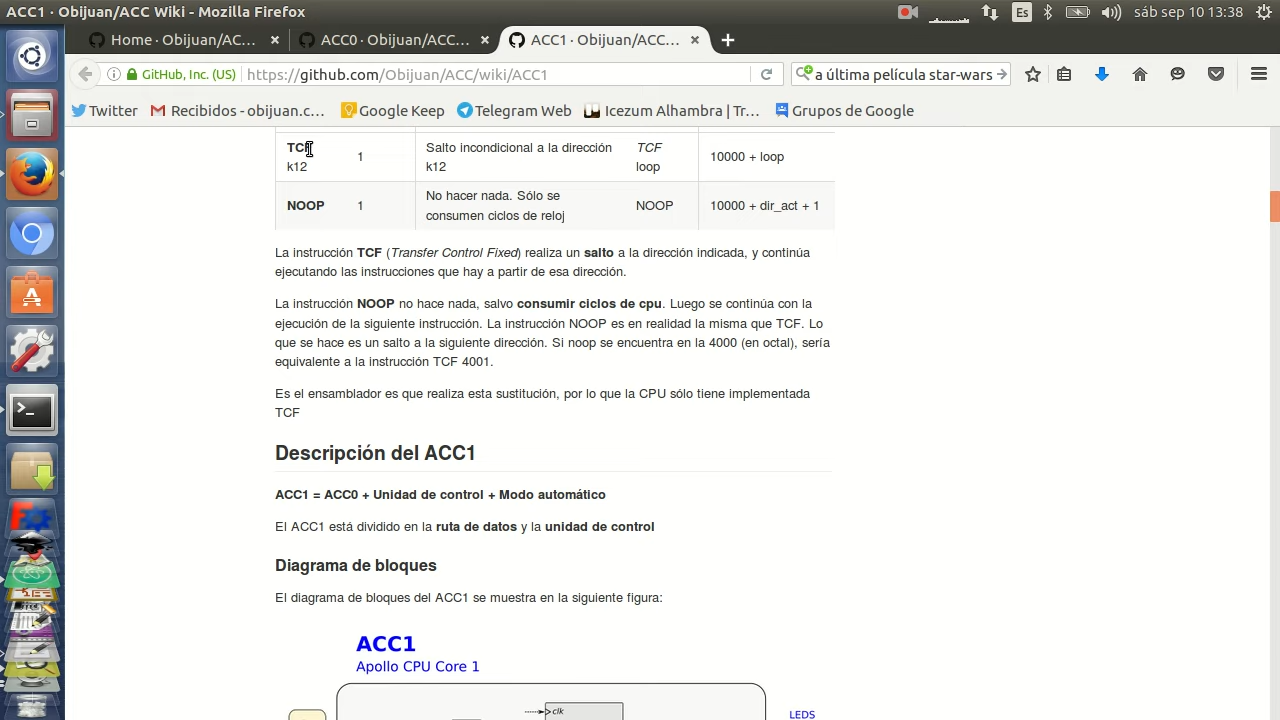 ACC1 · Obijuan/ACC Wiki - Mozilla Firefox
Es
sáb sep 10 13:38
Home · Obijuan/AC... ×
ACC0 · Obijuan/ACC... ×
ACC1 · Obijuan/ACC... ×
GitHub, Inc. (US)
https://github.com/Obijuan/ACC/wiki/ACC1
a última película star-wars
Twitter
Recibidos - obijuan.c...
Google Keep
Telegram Web
Icezum Alhambra | Tr...
Grupos de Google
TCF k12
1
Salto incondicional a la dirección
k12
TCF
loop
10000 + loop
NOOP
1
No hacer nada. Sólo se
consumen ciclos de reloj
NOOP
10000 + dir_act + 1
La instrucción TCF (Transfer Control Fixed) realiza un salto a la dirección indicada, y continúa
ejecutando las instrucciones que hay a partir de esa dirección.
La instrucción NOOP no hace nada, salvo consumir ciclos de cpu. Luego se continúa con la
ejecución de la siguiente instrucción. La instrucción NOOP es en realidad la misma que TCF. Lo
que se hace es un salto a la siguiente dirección. Si noop se encuentra en la 4000 (en octal), sería
equivalente a la instrucción TCF 4001.
Es el ensamblador es que realiza esta sustitución, por lo que la CPU sólo tiene implementada
TCF
Descripción del ACC1
ACC1 = ACC0 + Unidad de control + Modo automático
El ACC1 está dividido en la ruta de datos y la unidad de control
Diagrama de bloques
El diagrama de bloques del ACC1 se muestra en la siguiente figura:
ACC1
Apollo CPU Core 1
clk
LEDS